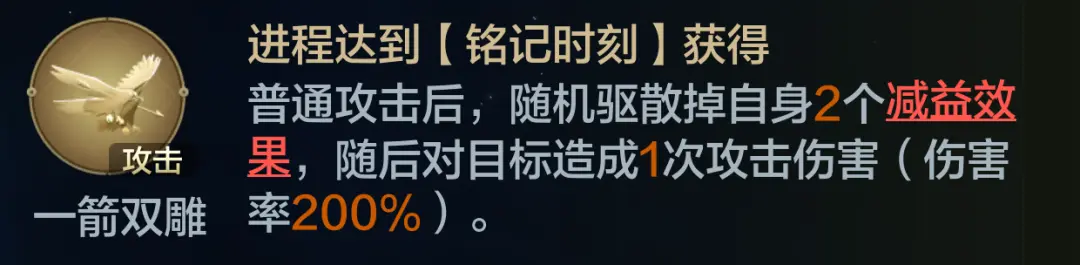 进程达到【铭记时刻】获得
普通攻击后，随机驱散掉自身2个减益效
果，随后对目标造成1次攻击伤害（伤害
率200%）。
攻击
一箭双雕